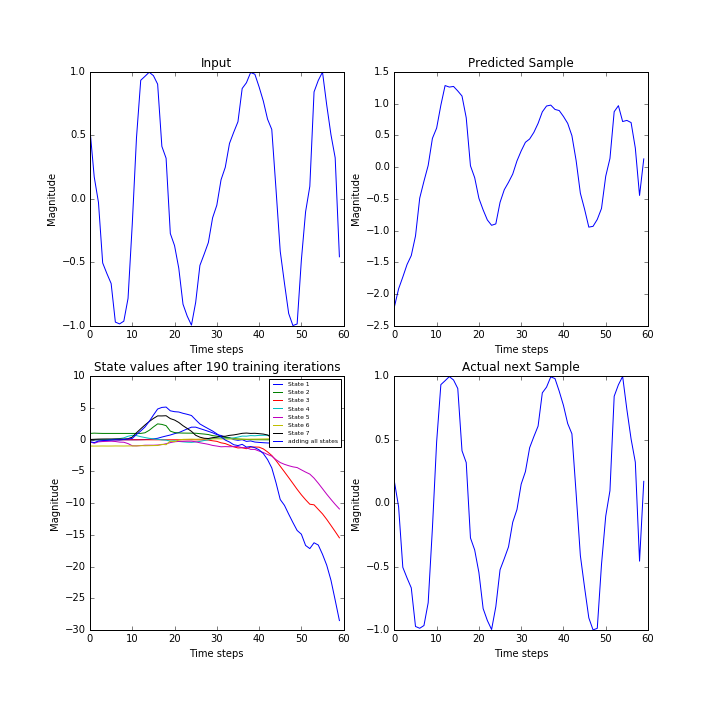 Input
1.0
0.5
0.0
−0.5
−1.0
Magnitude
0 10 20 30 40 50 60
Time steps
Predicted Sample
1.5
1.0
0.5
0.0
−0.5
−1.0
−1.5
−2.0
−2.5
Magnitude
0 10 20 30 40 50 60
Time steps
State values after 190 training iterations
10
5
0
−5
−10
−15
−20
−25
−30
Magnitude
0 10 20 30 40 50 60
Time steps
State 1
State 2
State 3
State 4
State 5
State 6
State 7
adding all states
Actual next Sample
1.0
0.5
0.0
−0.5
−1.0
Magnitude
0 10 20 30 40 50 60
Time steps